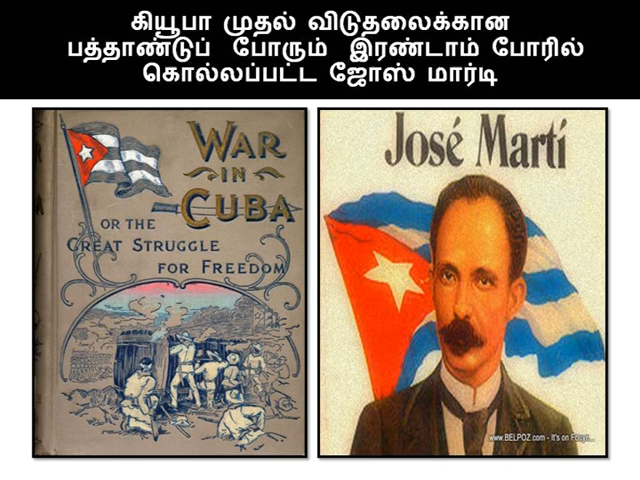 கியூபா முதல் விடுதலைக்கான
பத்தாண்டுப் போரும் இரண்டாம் போரில்
கொல்லப்பட்ட ஜோஸ் மார்டி
WAR
IN
CUBA
OR THE
GREAT STRUGGLE
FOR FREEDOM
José Martí
www.BELPOZ.com - It's on Fouye...